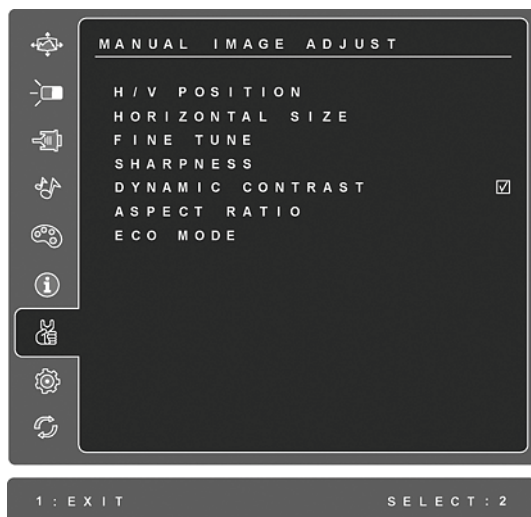 MANUAL IMAGE ADJUST
H/V POSITION
HORIZONTAL SIZE
FINE TUNE
SHARPNESS
DYNAMIC CONTRAST
ASPECT RATIO
ECO MODE
1:EXIT SELECT:2